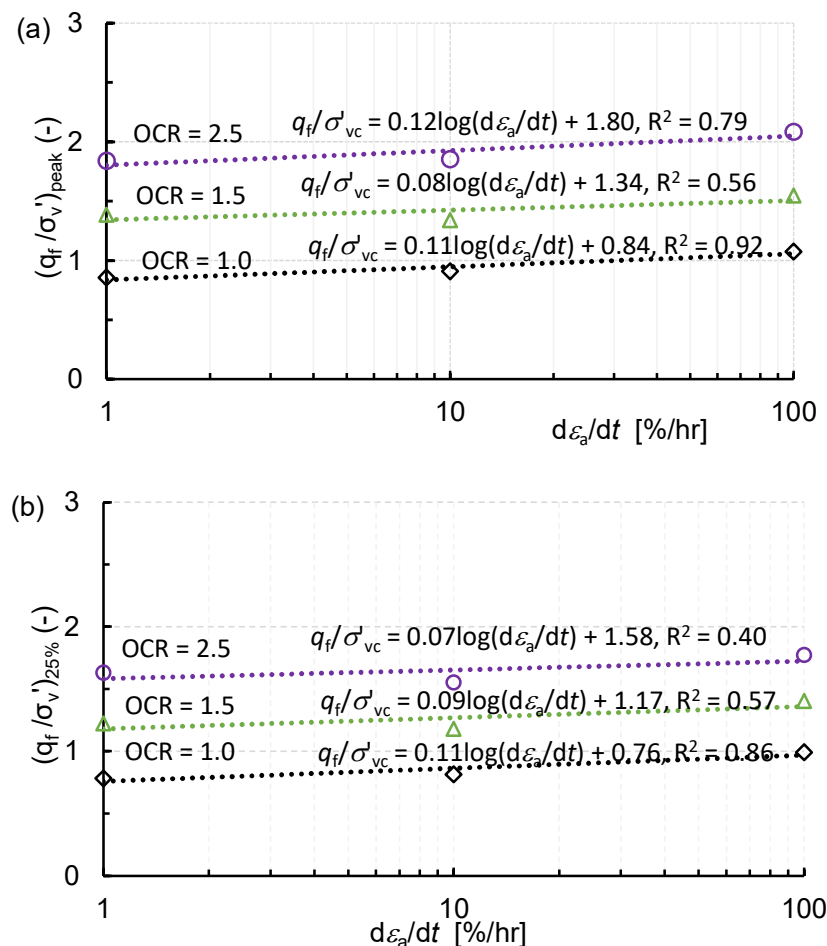 (a)
3
2
1
0
(q_f/σ_v')_peak (-)
OCR = 2.5
q_f/σ'_vc = 0.12log(dε_a/dt) + 1.80, R² = 0.79
OCR = 1.5
q_f/σ'_vc = 0.08log(dε_a/dt) + 1.34, R² = 0.56
OCR = 1.0
q_f/σ'_vc = 0.11log(dε_a/dt) + 0.84, R² = 0.92
1 10 100
dε_a/dt [%/hr]
(b)
3
2
1
0
(q_f/σ_v')_25% (-)
OCR = 2.5
q_f/σ'_vc = 0.07log(dε_a/dt) + 1.58, R² = 0.40
OCR = 1.5
q_f/σ'_vc = 0.09log(dε_a/dt) + 1.17, R² = 0.57
OCR = 1.0
q_f/σ'_vc = 0.11log(dε_a/dt) + 0.76, R² = 0.86
1 10 100
dε_a/dt [%/hr]